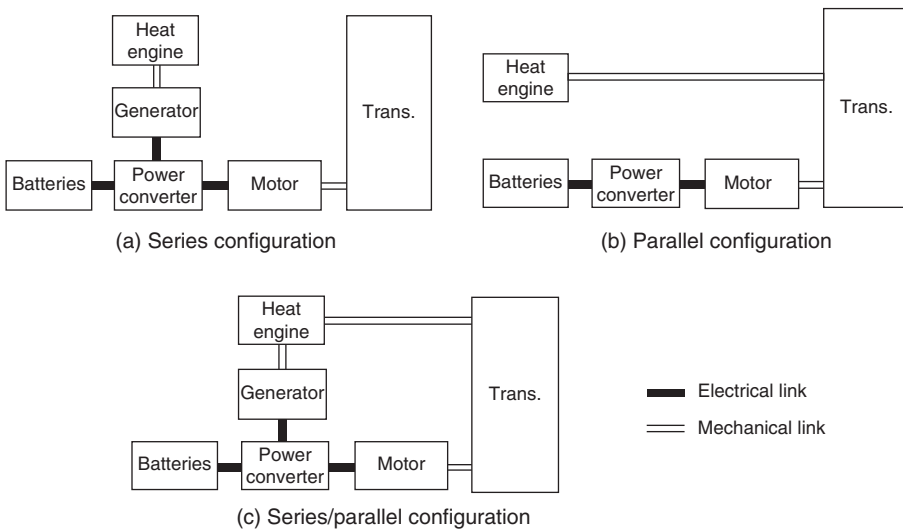 Heat
engine
Generator
Batteries
Power
converter
Motor
Trans.
(a) Series configuration
Heat
engine
Batteries
Power
converter
Motor
Trans.
(b) Parallel configuration
Heat
engine
Generator
Batteries
Power
converter
Motor
Trans.
(c) Series/parallel configuration
Electrical link
Mechanical link